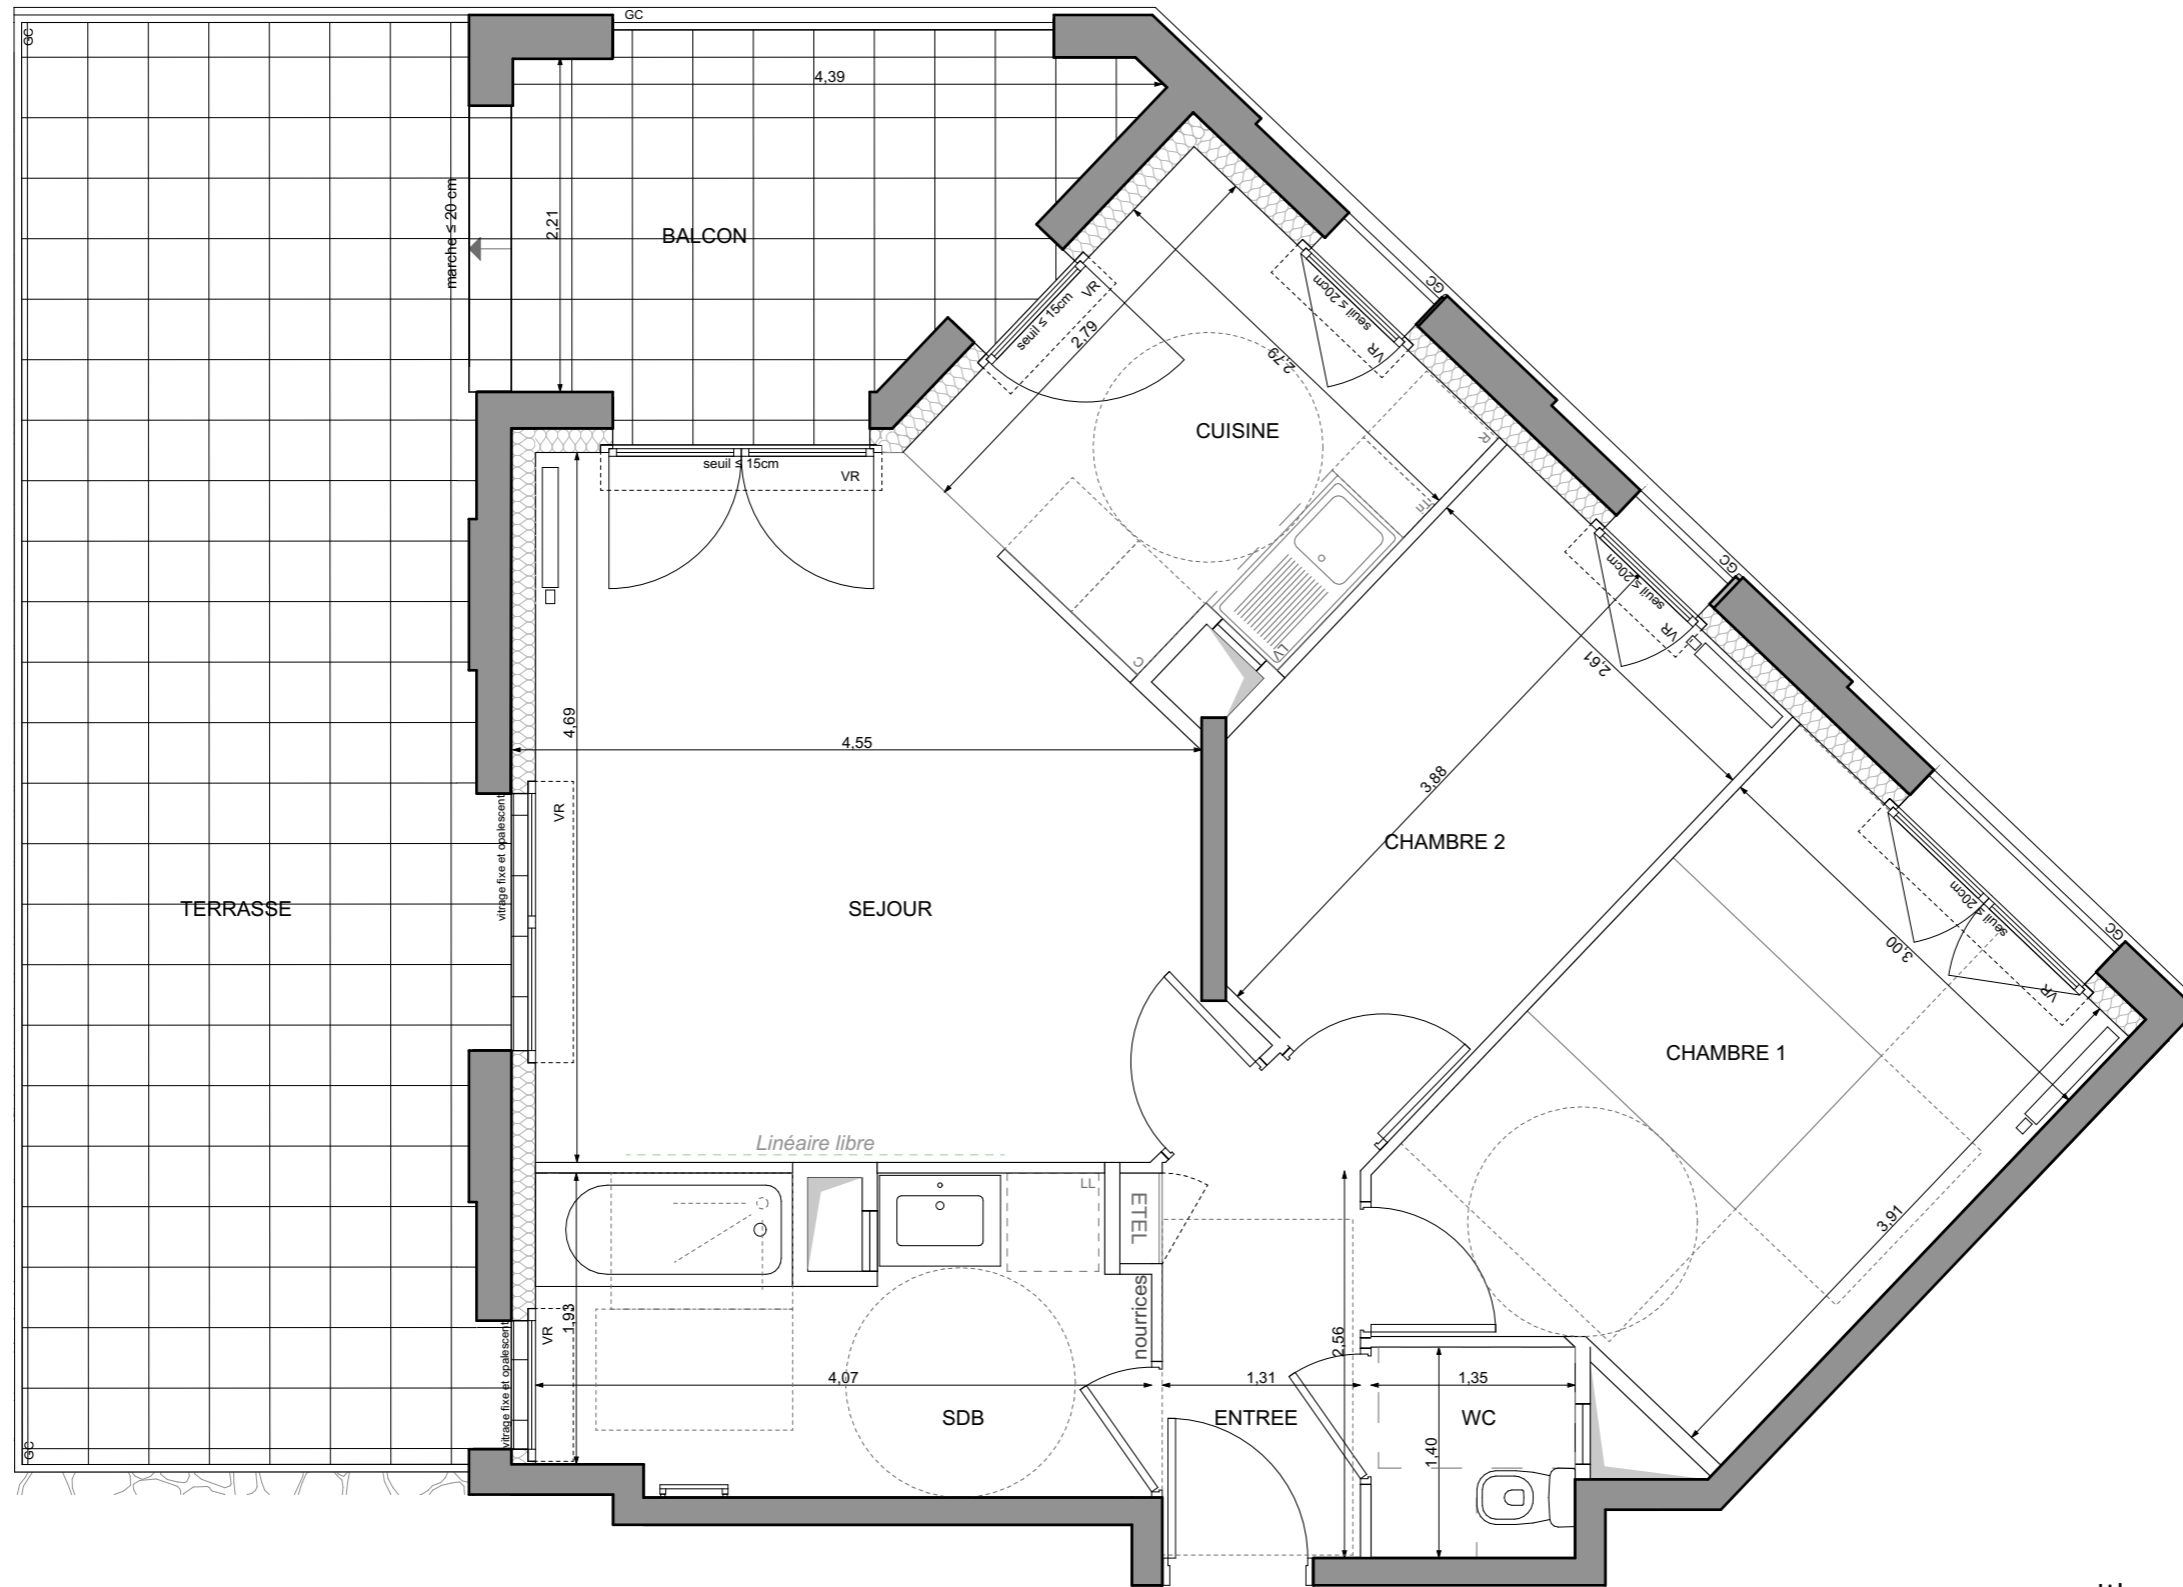 GC
GC
4,39
marche ≤ 20 cm
2,21
BALCON
seuil ≤ 15cm
VR
2,79
2,79
seuil ≤ 20cm
VR
GC
CUISINE
R
Tm
LV
C
seuil ≤ 15cm
VR
4,69
4,55
VR
vitrage fixe et opalescent
TERRASSE
SEJOUR
GC
seuil ≤ 20cm
VR
2,61
3,88
CHAMBRE 2
GC
seuil ≤ 20cm
VR
3,00
CHAMBRE 1
3,91
Linéaire libre
LL
ETEL
nourrices
1,93
VR
vitrage fixe et opalescent
4,07
SDB
1,31
ENTREE
2,56
1,35
WC
1,40
GC